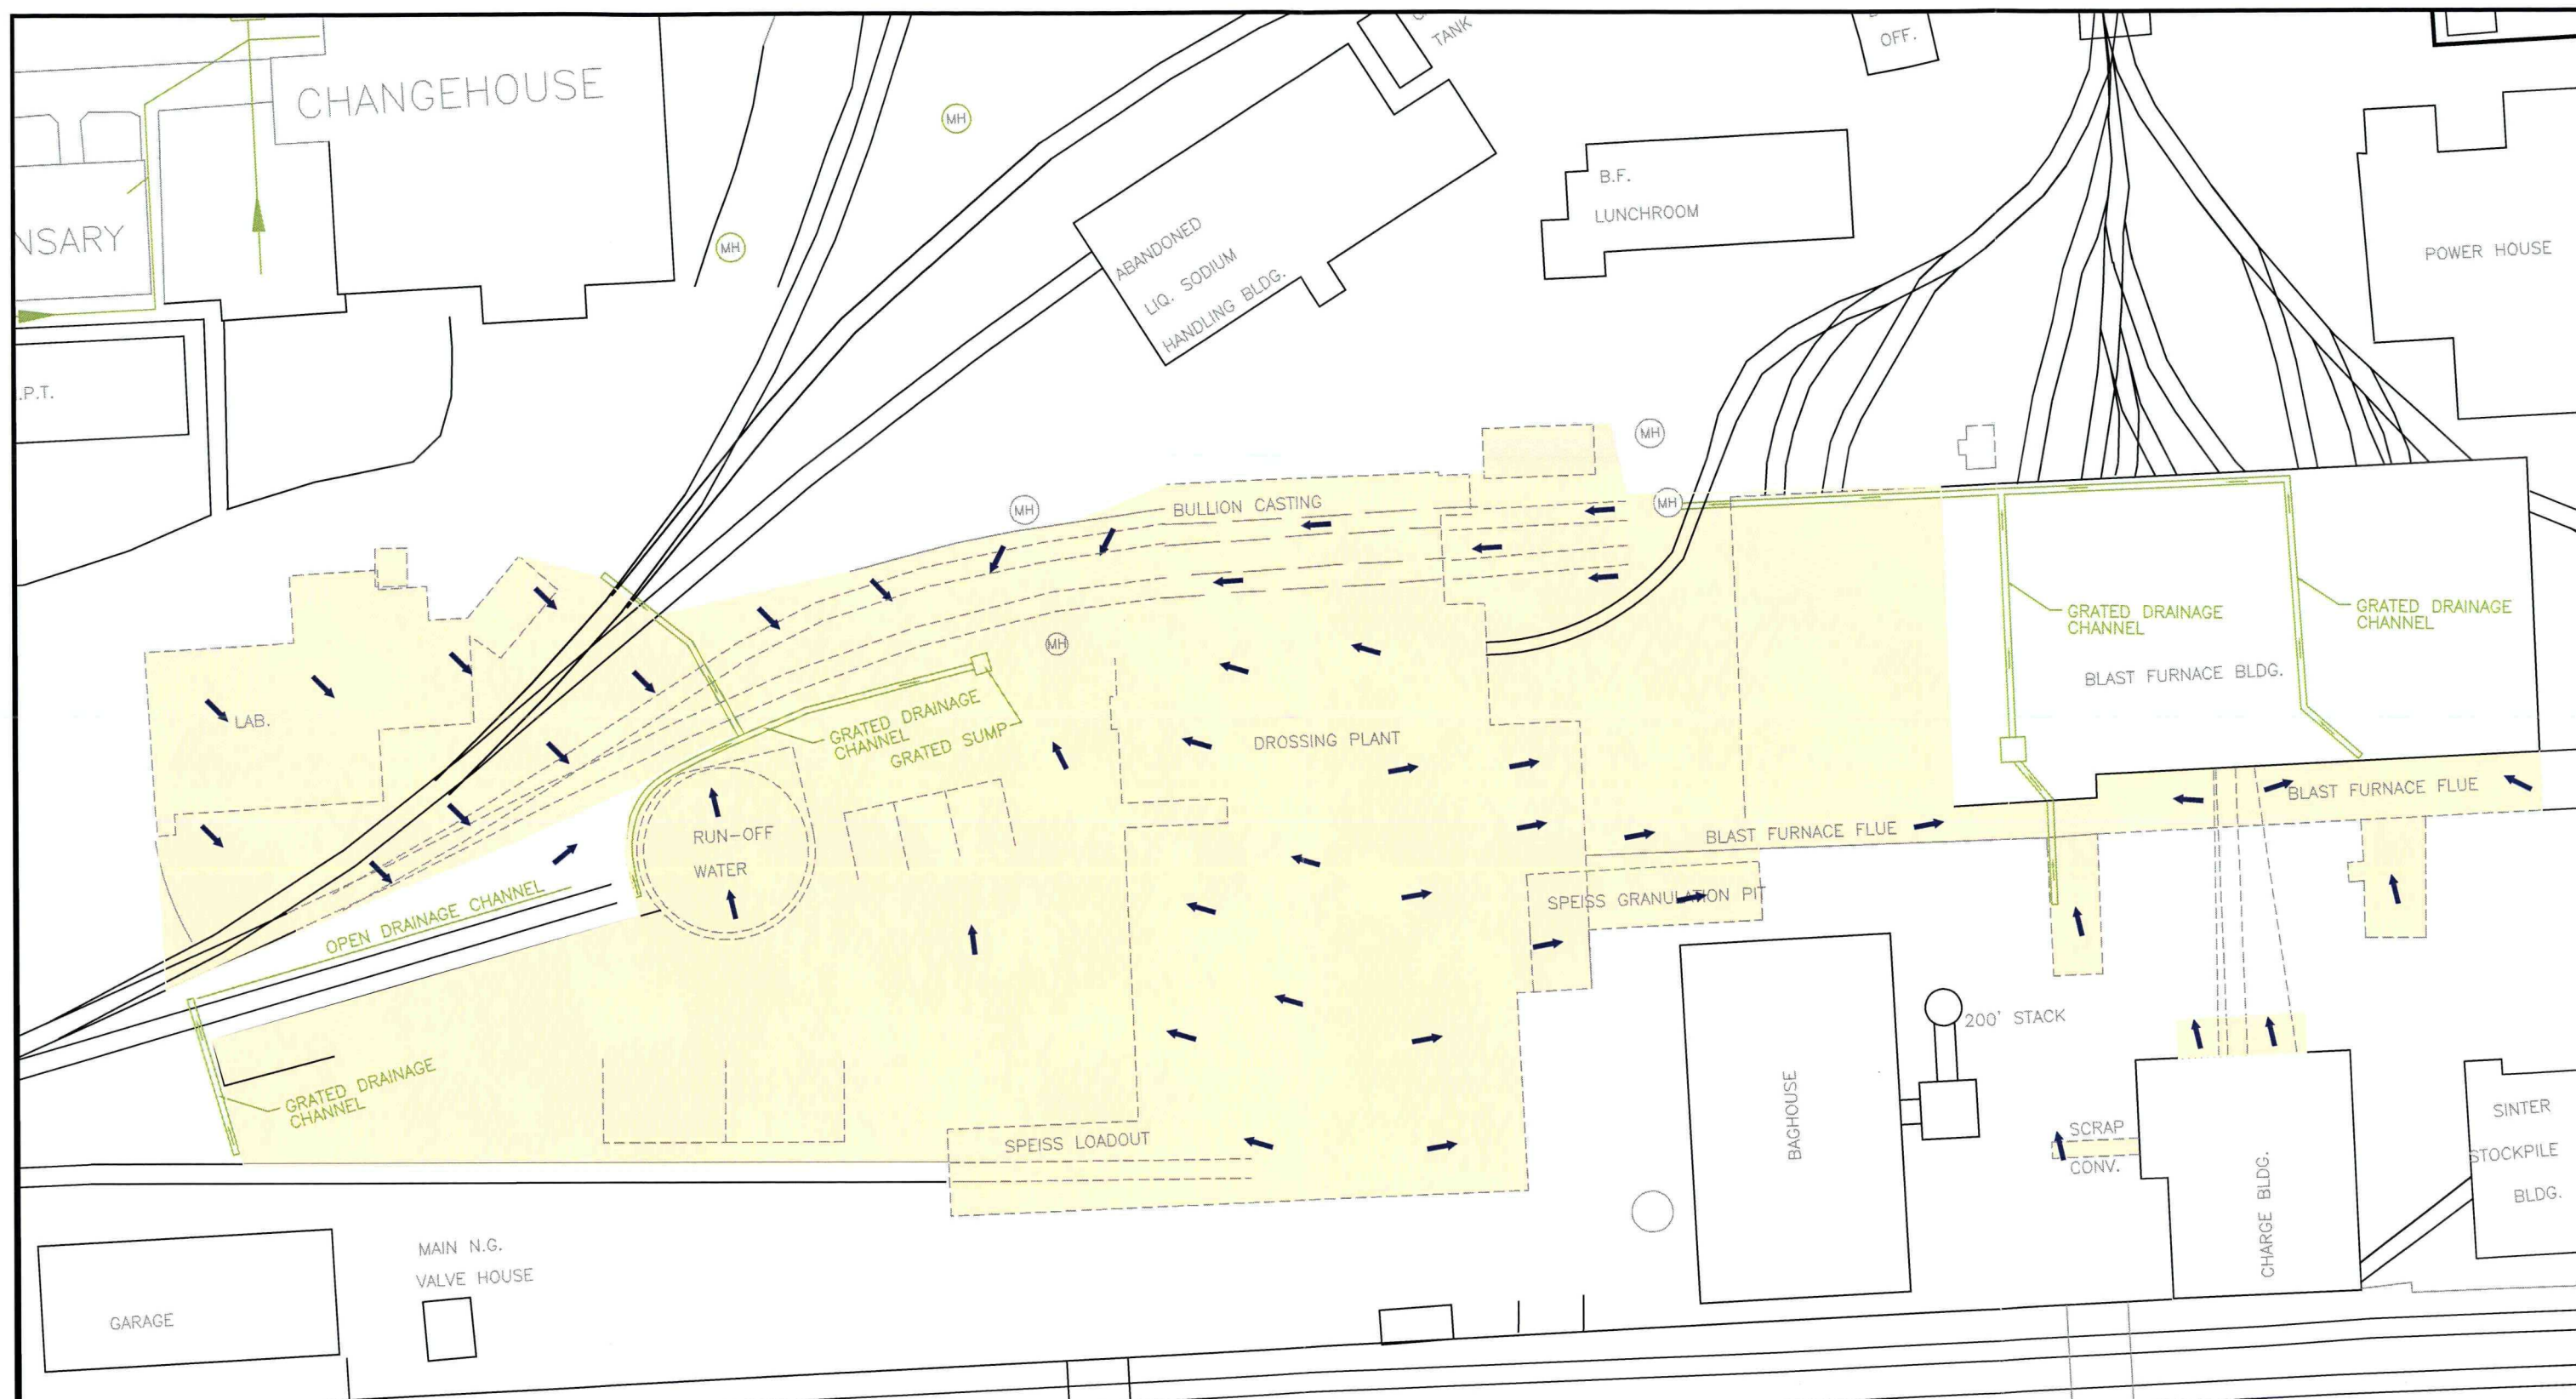 TANK
OFF.
CHANGEHOUSE
MH
B.F.
LUNCHROOM
NSARY
MH
ABANDONED
LIQ. SODIUM
HANDLING BLDG.
POWER HOUSE
.P.T.
MH
BULLION CASTING
MH
MH
GRATED DRAINAGE
CHANNEL
GRATED DRAINAGE
CHANNEL
MH
BLAST FURNACE BLDG.
LAB.
GRATED DRAINAGE
CHANNEL
GRATED SUMP
DROSSING PLANT
BLAST FURNACE FLUE
RUN-OFF
WATER
BLAST FURNACE FLUE
OPEN DRAINAGE CHANNEL
SPEISS GRANULATION PIT
200' STACK
GRATED DRAINAGE
CHANNEL
BAGHOUSE
SPEISS LOADOUT
SCRAP
CONV.
CHARGE BLDG.
SINTER
STOCKPILE
BLDG.
MAIN N.G.
VALVE HOUSE
GARAGE